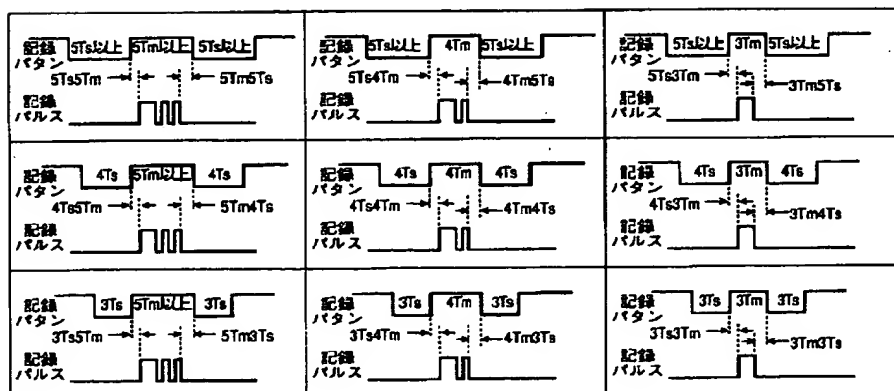 記録パタン 5Ts以上 5Tm以上 5Ts以上
5Ts5Tm 5Tm5Ts
記録パルス
記録パタン 5Ts以上 4Tm 5Ts以上
5Ts4Tm 4Tm5Ts
記録パルス
記録パタン 5Ts以上 3Tm 5Ts以上
5Ts3Tm 3Tm5Ts
記録パルス
記録パタン 4Ts 5Tm以上 4Ts
4Ts5Tm 5Tm4Ts
記録パルス
記録パタン 4Ts 4Tm 4Ts
4Ts4Tm 4Tm4Ts
記録パルス
記録パタン 4Ts 3Tm 4Ts
4Ts3Tm 3Tm4Ts
記録パルス
記録パタン 3Ts 5Tm以上 3Ts
3Ts5Tm 5Tm3Ts
記録パルス
記録パタン 3Ts 4Tm 3Ts
3Ts4Tm 4Tm3Ts
記録パルス
記録パタン 3Ts 3Tm 3Ts
3Ts3Tm 3Tm3Ts
記録パルス